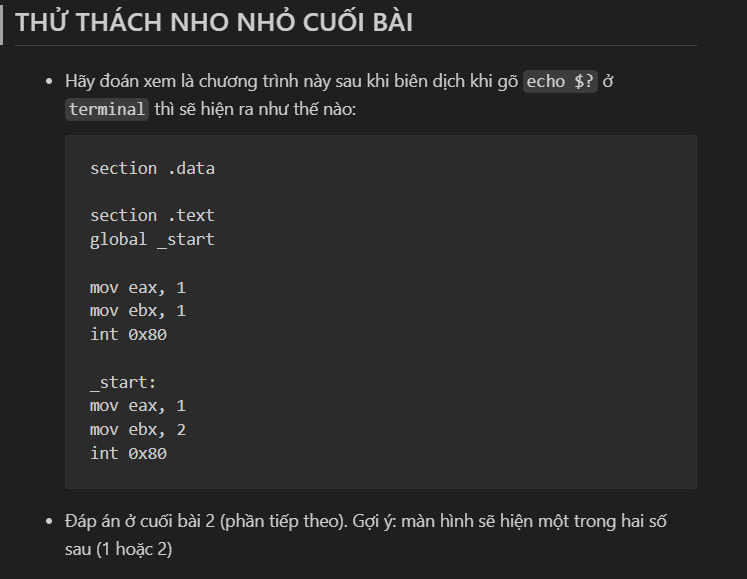 THỬ THÁCH NHO NHỎ CUỐI BÀI
Hãy đoán xem là chương trình này sau khi biên dịch khi gõ echo $? ở
terminal thì sẽ hiện ra như thế nào:
section .data
section .text
global _start
mov eax, 1
mov ebx, 1
int 0x80
_start:
mov eax, 1
mov ebx, 2
int 0x80
Đáp án ở cuối bài 2 (phần tiếp theo). Gợi ý: màn hình sẽ hiện một trong hai số
sau (1 hoặc 2)